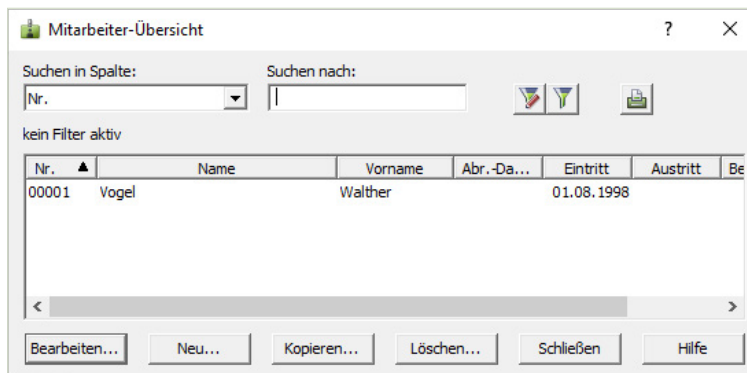 Mitarbeiter-Übersicht ?
Suchen in Spalte: Suchen nach:
Nr.
kein Filter aktiv
Nr. Name Vorname Abr.-Da... Eintritt Austritt Be
00001 Vogel Walther 01.08.1998
Bearbeiten... Neu... Kopieren... Löschen... Schließen Hilfe